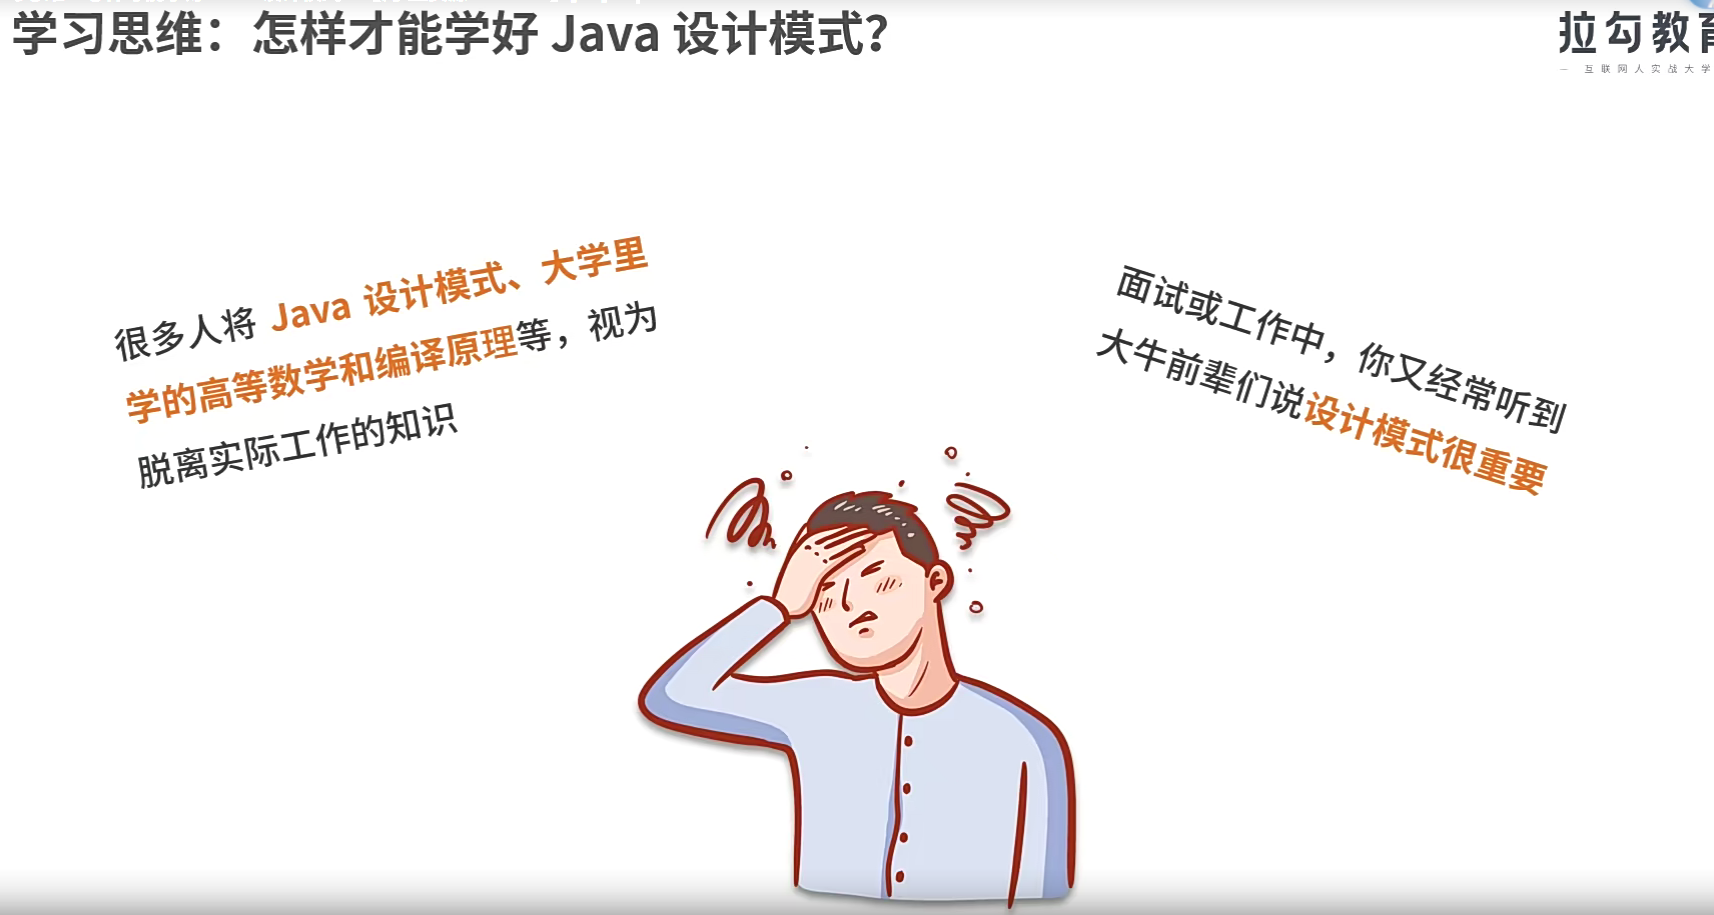 学习思维：怎样才能学好 Java 设计模式？
拉勾教育
— 互联网人实战大学
很多人将 Java 设计模式、大学里
学的高等数学和编译原理等，视为
脱离实际工作的知识
面试或工作中，你又经常听到
大牛前辈们说设计模式很重要